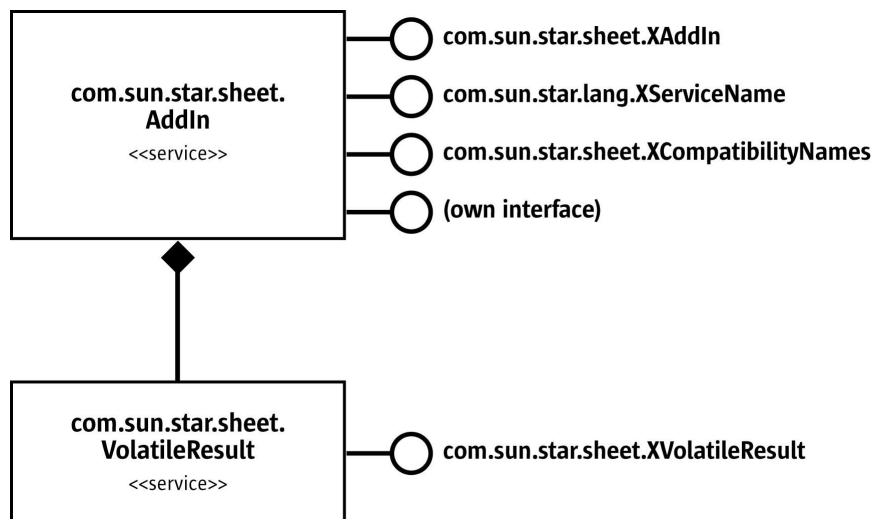 com.sun.star.sheet.
AddIn
<<service>>
com.sun.star.sheet.XAddIn
com.sun.star.lang.XServiceName
com.sun.star.sheet.XCompatibilityNames
(own interface)
com.sun.star.sheet.
VolatileResult
<<service>>
com.sun.star.sheet.XVolatileResult